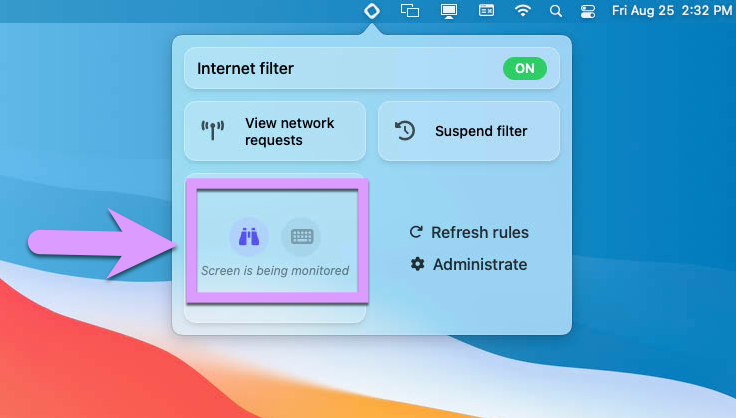 Fri Aug 25 2:32 PM
Internet filter
ON
View network
requests
Suspend filter
Screen is being monitored
Refresh rules
Administrate